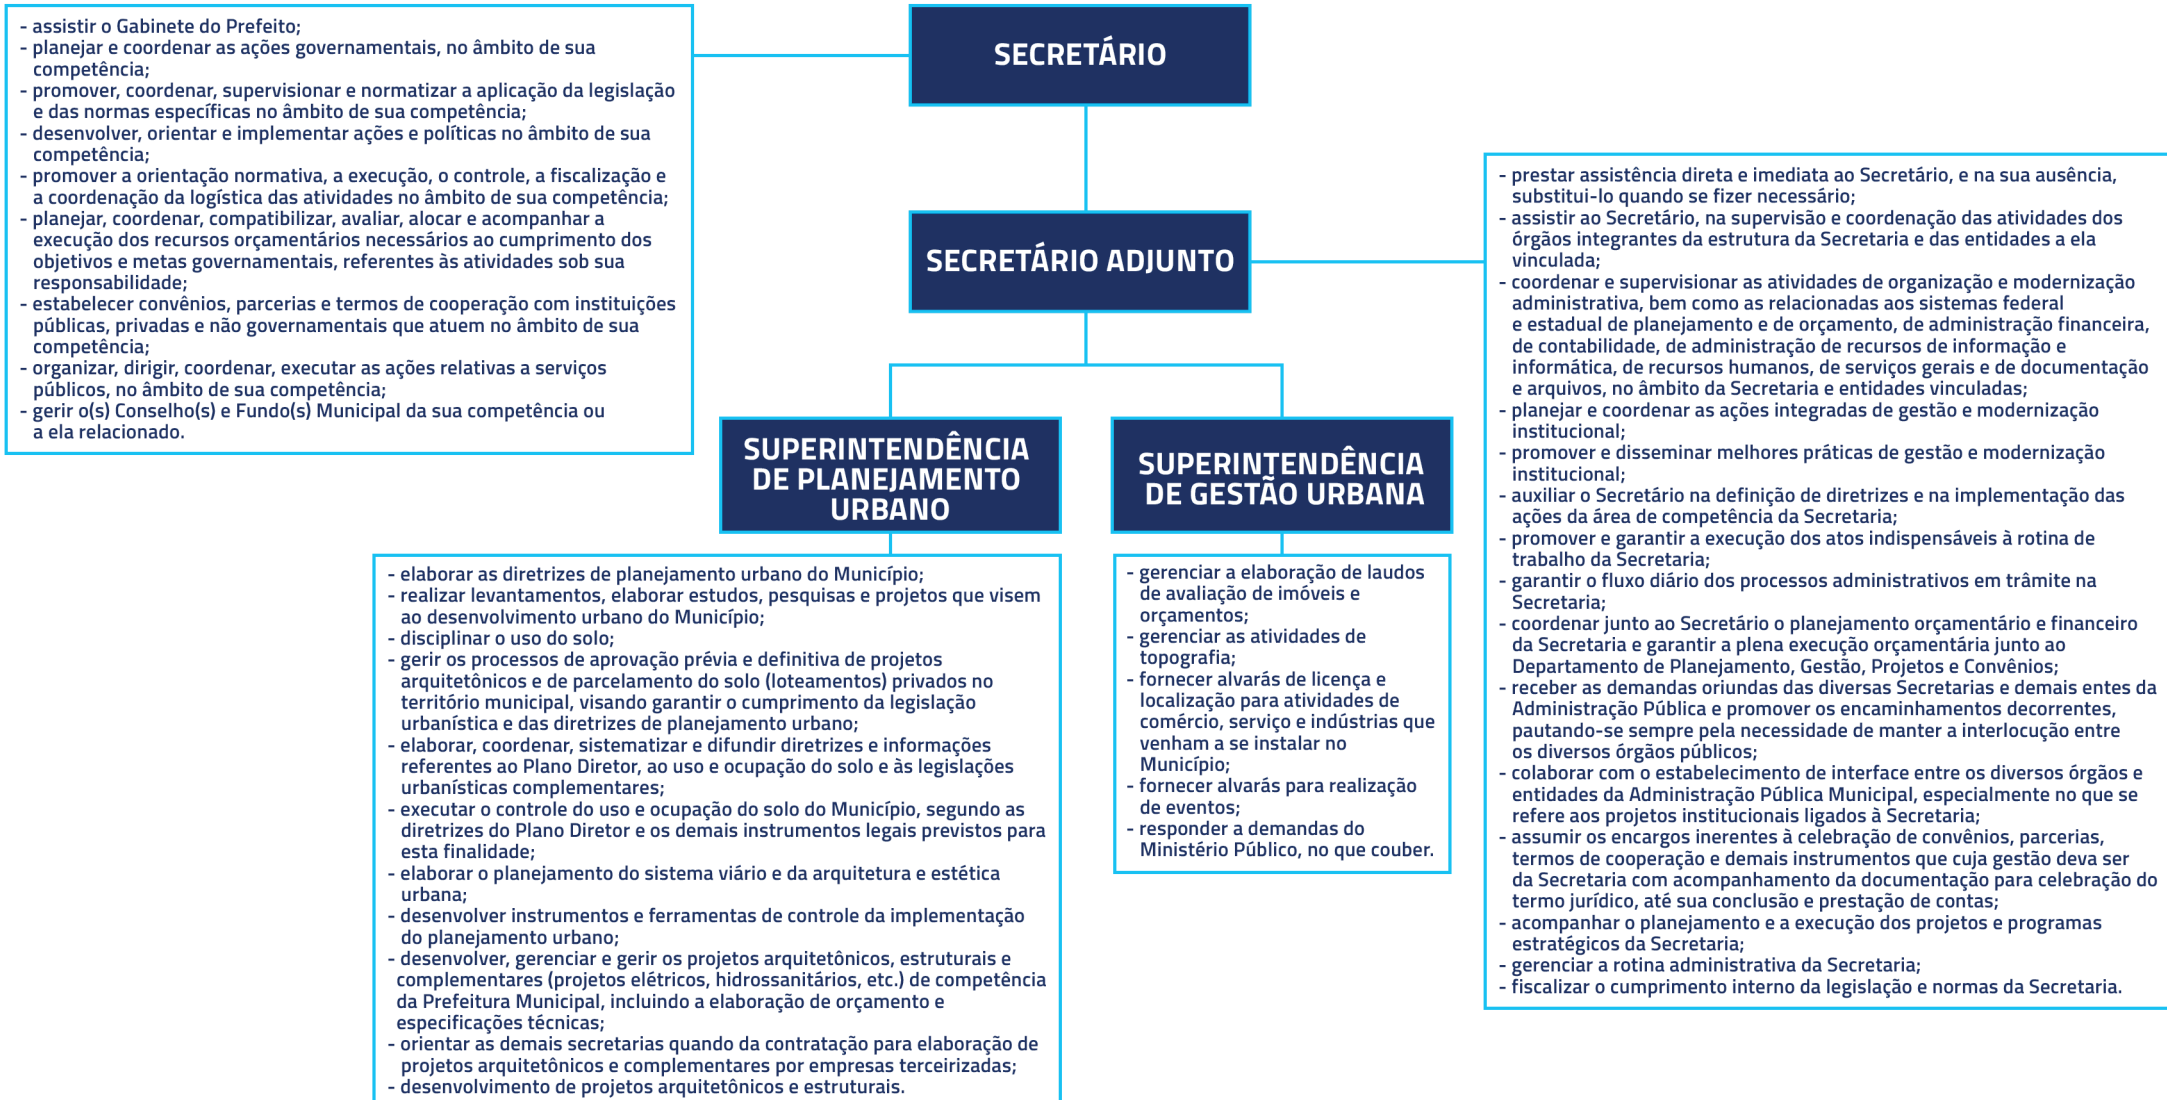 - assistir o Gabinete do Prefeito;
- planejar e coordenar as ações governamentais, no âmbito de sua
competência;
- promover, coordenar, supervisionar e normatizar a aplicação da legislação
e das normas específicas no âmbito de sua competência;
- desenvolver, orientar e implementar ações e políticas no âmbito de sua
competência;
- promover a orientação normativa, a execução, o controle, a fiscalização e
a coordenação da logística das atividades no âmbito de sua competência;
- planejar, coordenar, compatibilizar, avaliar, alocar e acompanhar a
execução dos recursos orçamentários necessários ao cumprimento dos
objetivos e metas governamentais, referentes às atividades sob sua
responsabilidade;
- estabelecer convênios, parcerias e termos de cooperação com instituições
públicas, privadas e não governamentais que atuem no âmbito de sua
competência;
- organizar, dirigir, coordenar, executar as ações relativas a serviços
públicos, no âmbito de sua competência;
- gerir o(s) Conselho(s) e Fundo(s) Municipal da sua competência ou
a ela relacionado.
SECRETÁRIO
SECRETÁRIO ADJUNTO
- prestar assistência direta e imediata ao Secretário, e na sua ausência,
substitui-lo quando se fizer necessário;
- assistir ao Secretário, na supervisão e coordenação das atividades dos
órgãos integrantes da estrutura da Secretaria e das entidades a ela
vinculada;
- coordenar e supervisionar as atividades de organização e modernização
administrativa, bem como as relacionadas aos sistemas federal
e estadual de planejamento e de orçamento, de administração financeira,
de contabilidade, de administração de recursos de informação e
informática, de recursos humanos, de serviços gerais e de documentação
e arquivos, no âmbito da Secretaria e entidades vinculadas;
- planejar e coordenar as ações integradas de gestão e modernização
institucional;
- promover e disseminar melhores práticas de gestão e modernização
institucional;
- auxiliar o Secretário na definição de diretrizes e na implementação das
ações da área de competência da Secretaria;
- promover e garantir a execução dos atos indispensáveis à rotina de
trabalho da Secretaria;
- garantir o fluxo diário dos processos administrativos em trâmite na
Secretaria;
- coordenar junto ao Secretário o planejamento orçamentário e financeiro
da Secretaria e garantir a plena execução orçamentária junto ao
Departamento de Planejamento, Gestão, Projetos e Convênios;
- receber as demandas oriundas das diversas Secretarias e demais entes da
Administração Pública e promover os encaminhamentos decorrentes,
pautando-se sempre pela necessidade de manter a interlocução entre
os diversos órgãos públicos;
- colaborar com o estabelecimento de interface entre os diversos órgãos e
entidades da Administração Pública Municipal, especialmente no que se
refere aos projetos institucionais ligados à Secretaria;
- assumir os encargos inerentes à celebração de convênios, parcerias,
termos de cooperação e demais instrumentos que cuja gestão deva ser
da Secretaria com acompanhamento da documentação para celebração do
termo jurídico, até sua conclusão e prestação de contas;
- acompanhar o planejamento e a execução dos projetos e programas
estratégicos da Secretaria;
- gerenciar a rotina administrativa da Secretaria;
- fiscalizar o cumprimento interno da legislação e normas da Secretaria.
SUPERINTENDÊNCIA
DE PLANEJAMENTO
URBANO
- elaborar as diretrizes de planejamento urbano do Município;
- realizar levantamentos, elaborar estudos, pesquisas e projetos que visem
ao desenvolvimento urbano do Município;
- disciplinar o uso do solo;
- gerir os processos de aprovação prévia e definitiva de projetos
arquitetônicos e de parcelamento do solo (loteamentos) privados no
território municipal, visando garantir o cumprimento da legislação
urbanística e das diretrizes de planejamento urbano;
- elaborar, coordenar, sistematizar e difundir diretrizes e informações
referentes ao Plano Diretor, ao uso e ocupação do solo e às legislações
urbanísticas complementares;
- executar o controle do uso e ocupação do solo do Município, segundo as
diretrizes do Plano Diretor e os demais instrumentos legais previstos para
esta finalidade;
- elaborar o planejamento do sistema viário e da arquitetura e estética
urbana;
- desenvolver instrumentos e ferramentas de controle da implementação
do planejamento urbano;
- desenvolver, gerenciar e gerir os projetos arquitetônicos, estruturais e
complementares (projetos elétricos, hidrossanitários, etc.) de competência
da Prefeitura Municipal, incluindo a elaboração de orçamento e
especificações técnicas;
- orientar as demais secretarias quando da contratação para elaboração de
projetos arquitetônicos e complementares por empresas terceirizadas;
- desenvolvimento de projetos arquitetônicos e estruturais.
SUPERINTENDÊNCIA
DE GESTÃO URBANA
- gerenciar a elaboração de laudos
de avaliação de imóveis e
orçamentos;
- gerenciar as atividades de
topografia;
- fornecer alvarás de licença e
localização para atividades de
comércio, serviço e indústrias que
venham a se instalar no
Município;
- fornecer alvarás para realização
de eventos;
- responder a demandas do
Ministério Público, no que couber.